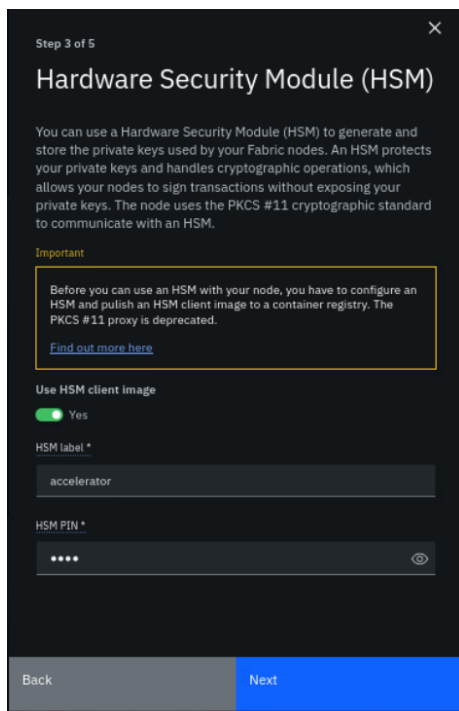 Step 3 of 5
Hardware Security Module (HSM)
You can use a Hardware Security Module (HSM) to generate and
store the private keys used by your Fabric nodes. An HSM protects
your private keys and handles cryptographic operations, which
allows your nodes to sign transactions without exposing your
private keys. The node uses the PKCS #11 cryptographic standard
to communicate with an HSM.
Important
Before you can use an HSM with your node, you have to configure an
HSM and pulish an HSM client image to a container registry. The
PKCS #11 proxy is deprecated.
Find out more here
Use HSM client image
Yes
HSM label *
accelerator
HSM PIN *
••••
Back
Next